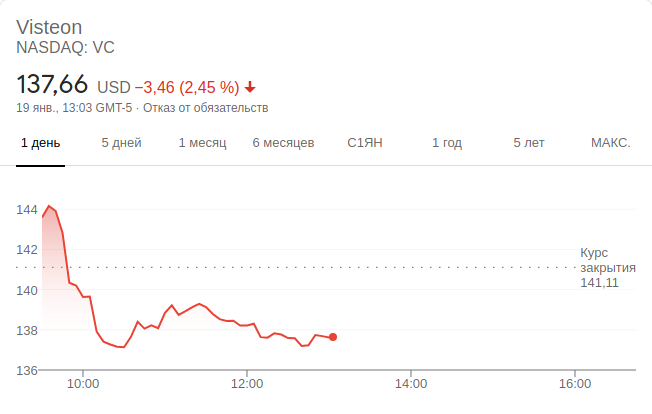 Visteon
NASDAQ: VC
137,66 USD −3,46 (2,45 %)
19 янв., 13:03 GMT-5 · Отказ от обязательств
1 день 5 дней 1 месяц 6 месяцев С1ЯН 1 год 5 лет МАКС.
144
142
Курс
закрытия
141,11
140
138
136
10:00 12:00 14:00 16:00